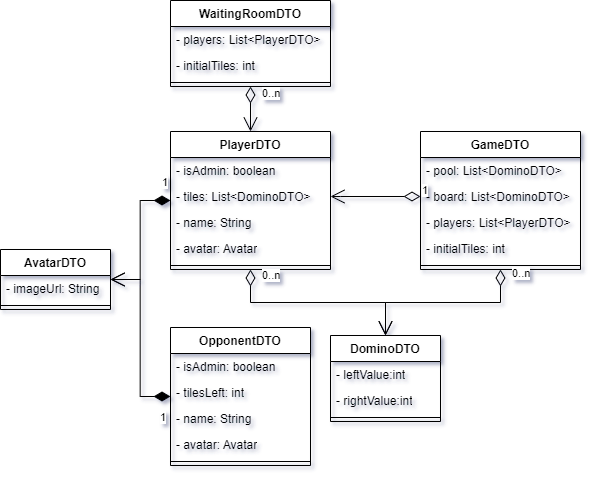 WaitingRoomDTO
- players: List<PlayerDTO>
- initialTiles: int
0..n
PlayerDTO
- isAdmin: boolean
- tiles: List<DominoDTO>
- name: String
- avatar: Avatar
1
0..n
GameDTO
- pool: List<DominoDTO>
- board: List<DominoDTO>
- players: List<PlayerDTO>
- initialTiles: int
1
0..n
AvatarDTO
- imageUrl: String
OpponentDTO
- isAdmin: boolean
- tilesLeft: int
- name: String
- avatar: Avatar
1
DominoDTO
- leftValue:int
- rightValue:int